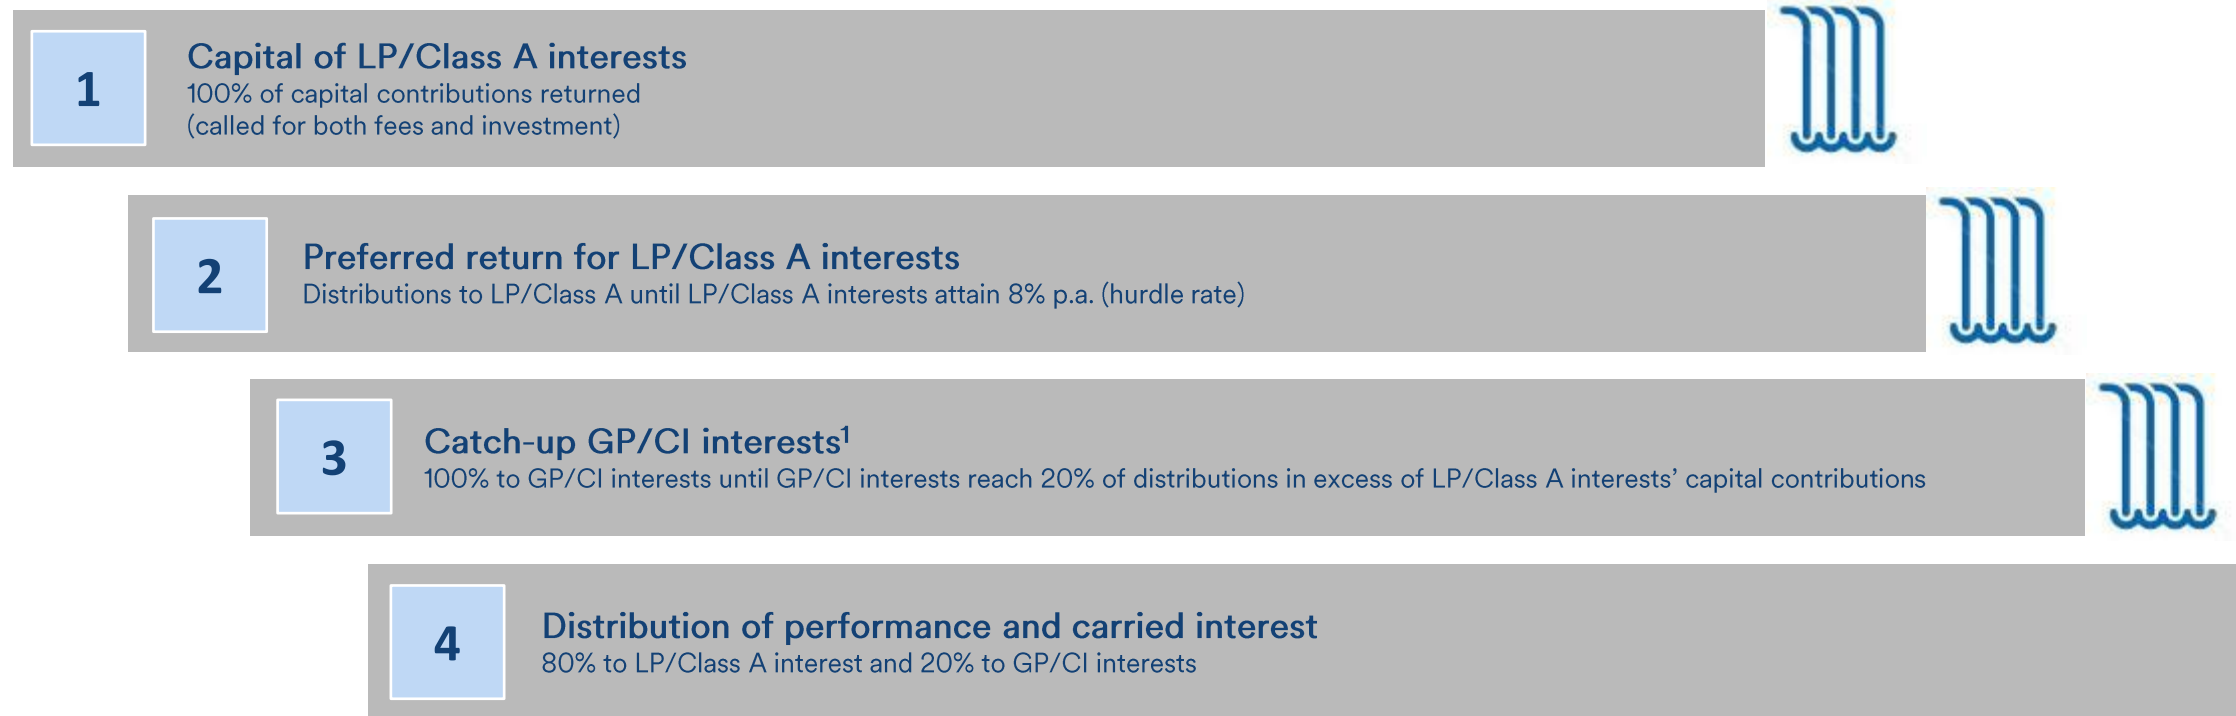 1
Capital of LP/Class A interests
100% of capital contributions returned
(called for both fees and investment)
2
Preferred return for LP/Class A interests
Distributions to LP/Class A until LP/Class A interests attain 8% p.a. (hurdle rate)
3
Catch-up GP/CI interests¹
100% to GP/CI interests until GP/CI interests reach 20% of distributions in excess of LP/Class A interests’ capital contributions
4
Distribution of performance and carried interest
80% to LP/Class A interest and 20% to GP/CI interests